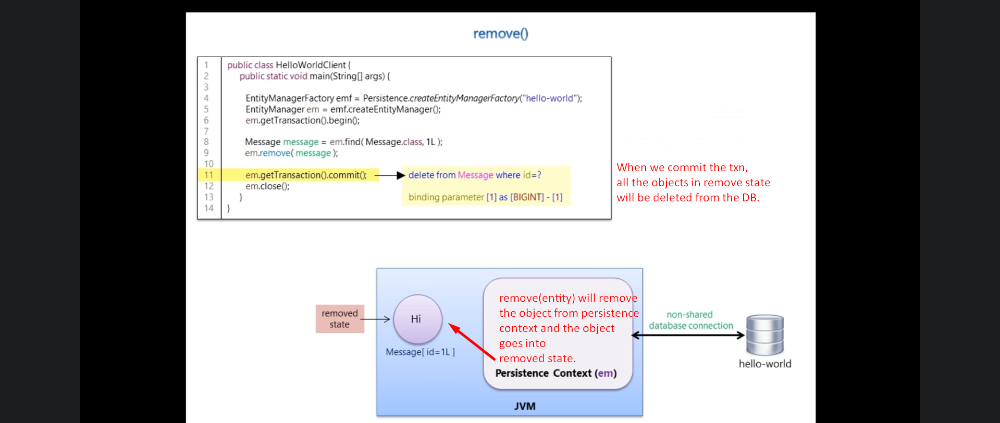 remove()
1 public class HelloWorldClient {
2 public static void main(String[] args) {
3
4 EntityManagerFactory emf = Persistence.createEntityManagerFactory("hello-world");
5 EntityManager em = emf.createEntityManager();
6 em.getTransaction().begin();
7
8 Message message = em.find( Message.class, 1L );
9 em.remove( message );
10
11 em.getTransaction().commit(); delete from Message where id=?
12 em.close();
13 } binding parameter [1] as [BIGINT] - [1]
14 }
When we commit the txn,
all the objects in remove state
will be deleted from the DB.
removed
state
Hi
Message[ id=1L ]
remove(entity) will remove
the object from persistence
context and the object
goes into
removed state.
Persistence Context (em)
JVM
non-shared
database connection
hello-world